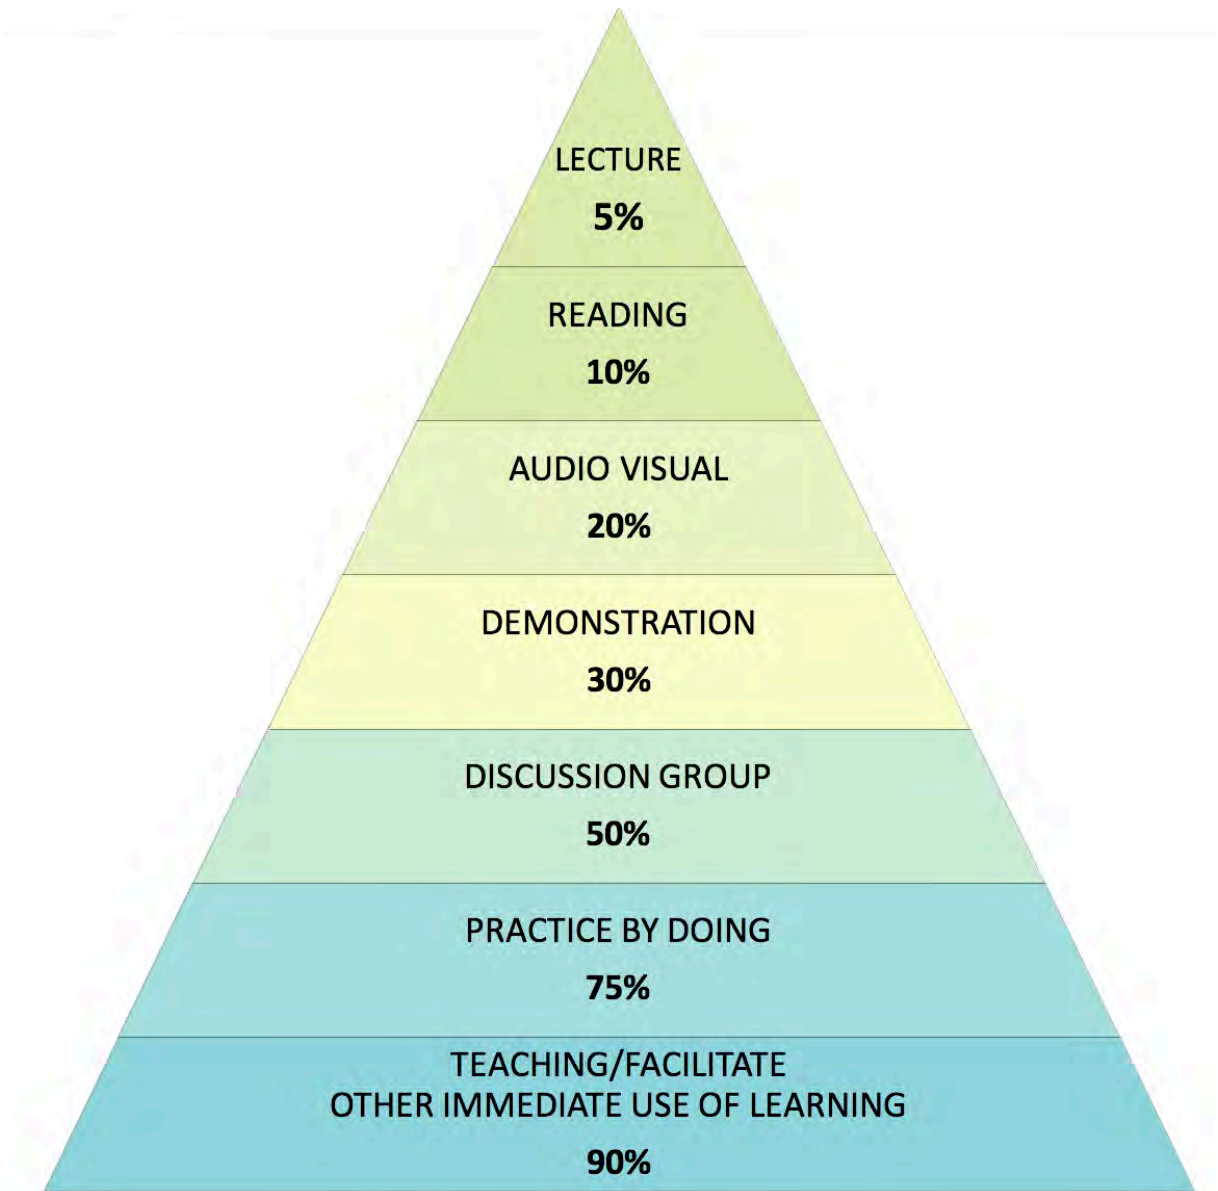 LECTURE
5%
READING
10%
AUDIO VISUAL
20%
DEMONSTRATION
30%
DISCUSSION GROUP
50%
PRACTICE BY DOING
75%
TEACHING/FACILITATE
OTHER IMMEDIATE USE OF LEARNING
90%